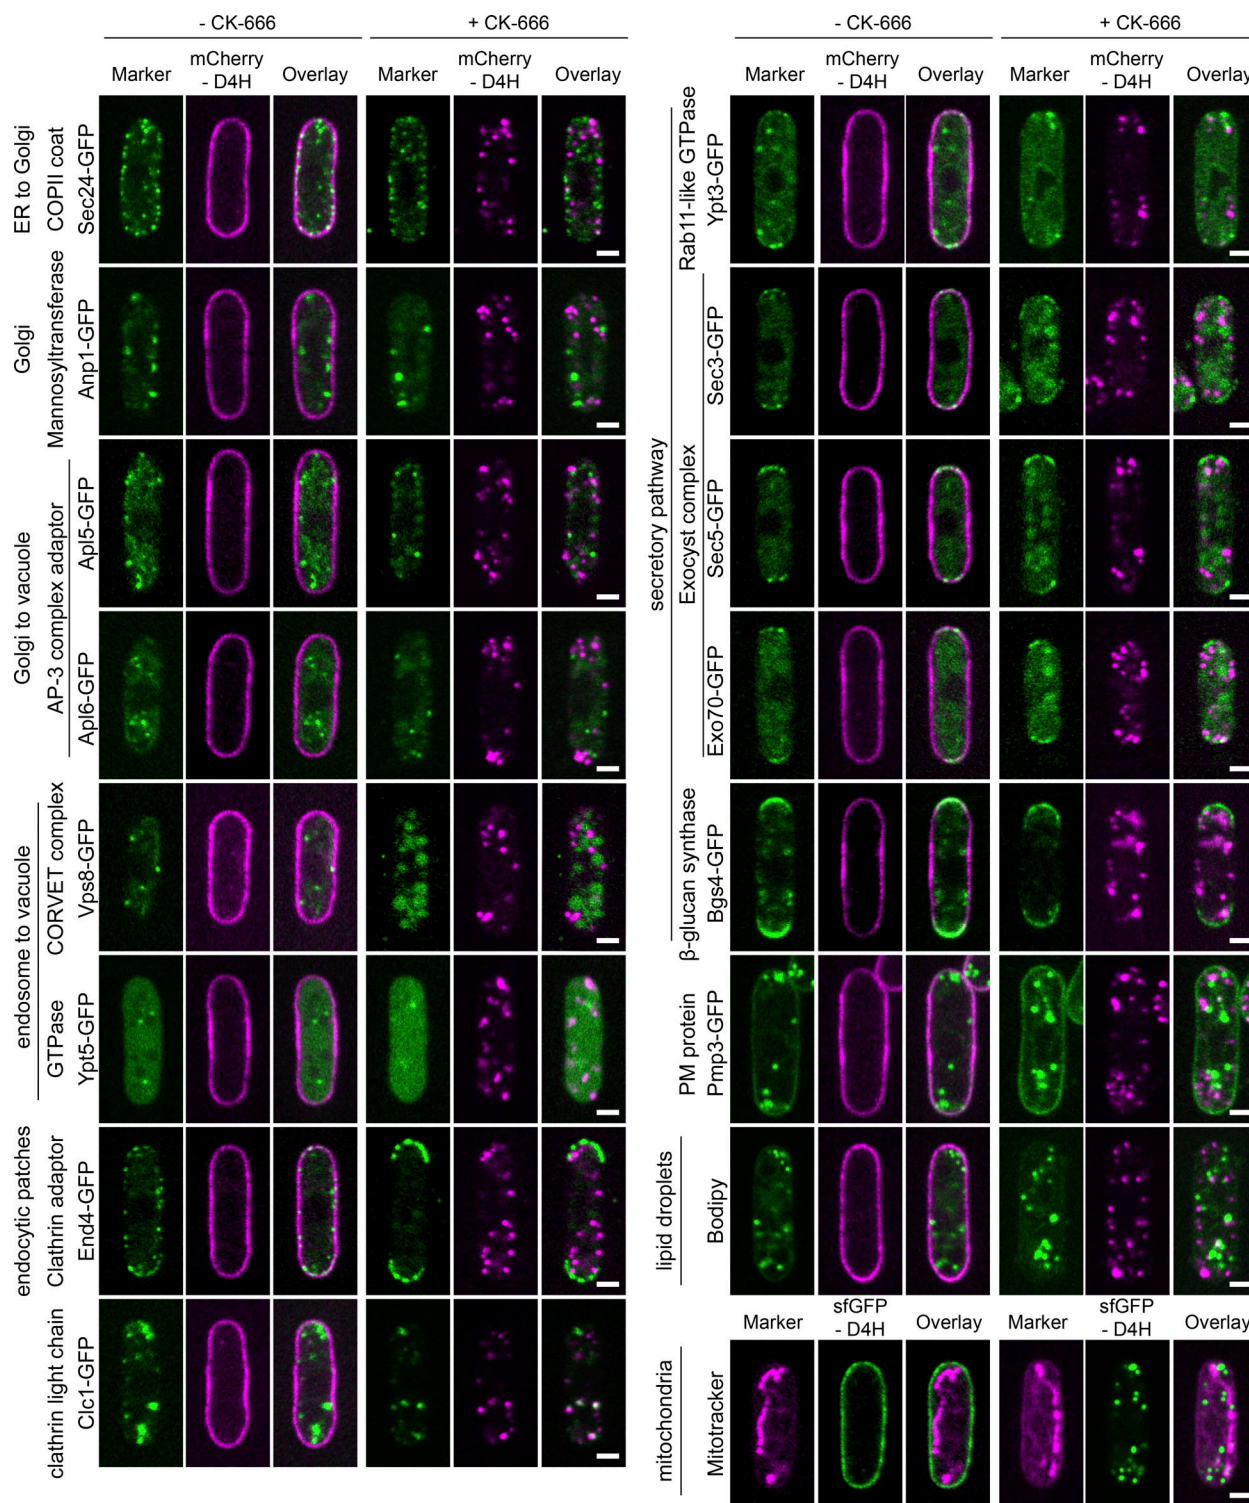 - CK-666
+ CK-666
Marker
mCherry
- D4H
Overlay
Marker
mCherry
- D4H
Overlay
ER to Golgi
COPII coat
Sec24-GFP
Golgi
Mannosyltransferase
Anp1-GFP
Golgi to vacuole
AP-3 complex adaptor
Apl5-GFP
Apl6-GFP
endosome to vacuole
CORVET complex
Vps8-GFP
GTPase
Ypt5-GFP
endocytic patches
Clathrin adaptor
End4-GFP
clathrin light chain
Clc1-GFP
- CK-666
+ CK-666
Marker
mCherry
- D4H
Overlay
Marker
mCherry
- D4H
Overlay
secretory pathway
Rab11-like GTPase
Ypt3-GFP
Exocyst complex
Sec3-GFP
Sec5-GFP
Exo70-GFP
β-glucan synthase
Bgs4-GFP
PM protein
Pmp3-GFP
lipid droplets
Bodipy
Marker
sfGFP
- D4H
Overlay
Marker
sfGFP
- D4H
Overlay
mitochondria
Mitotracker